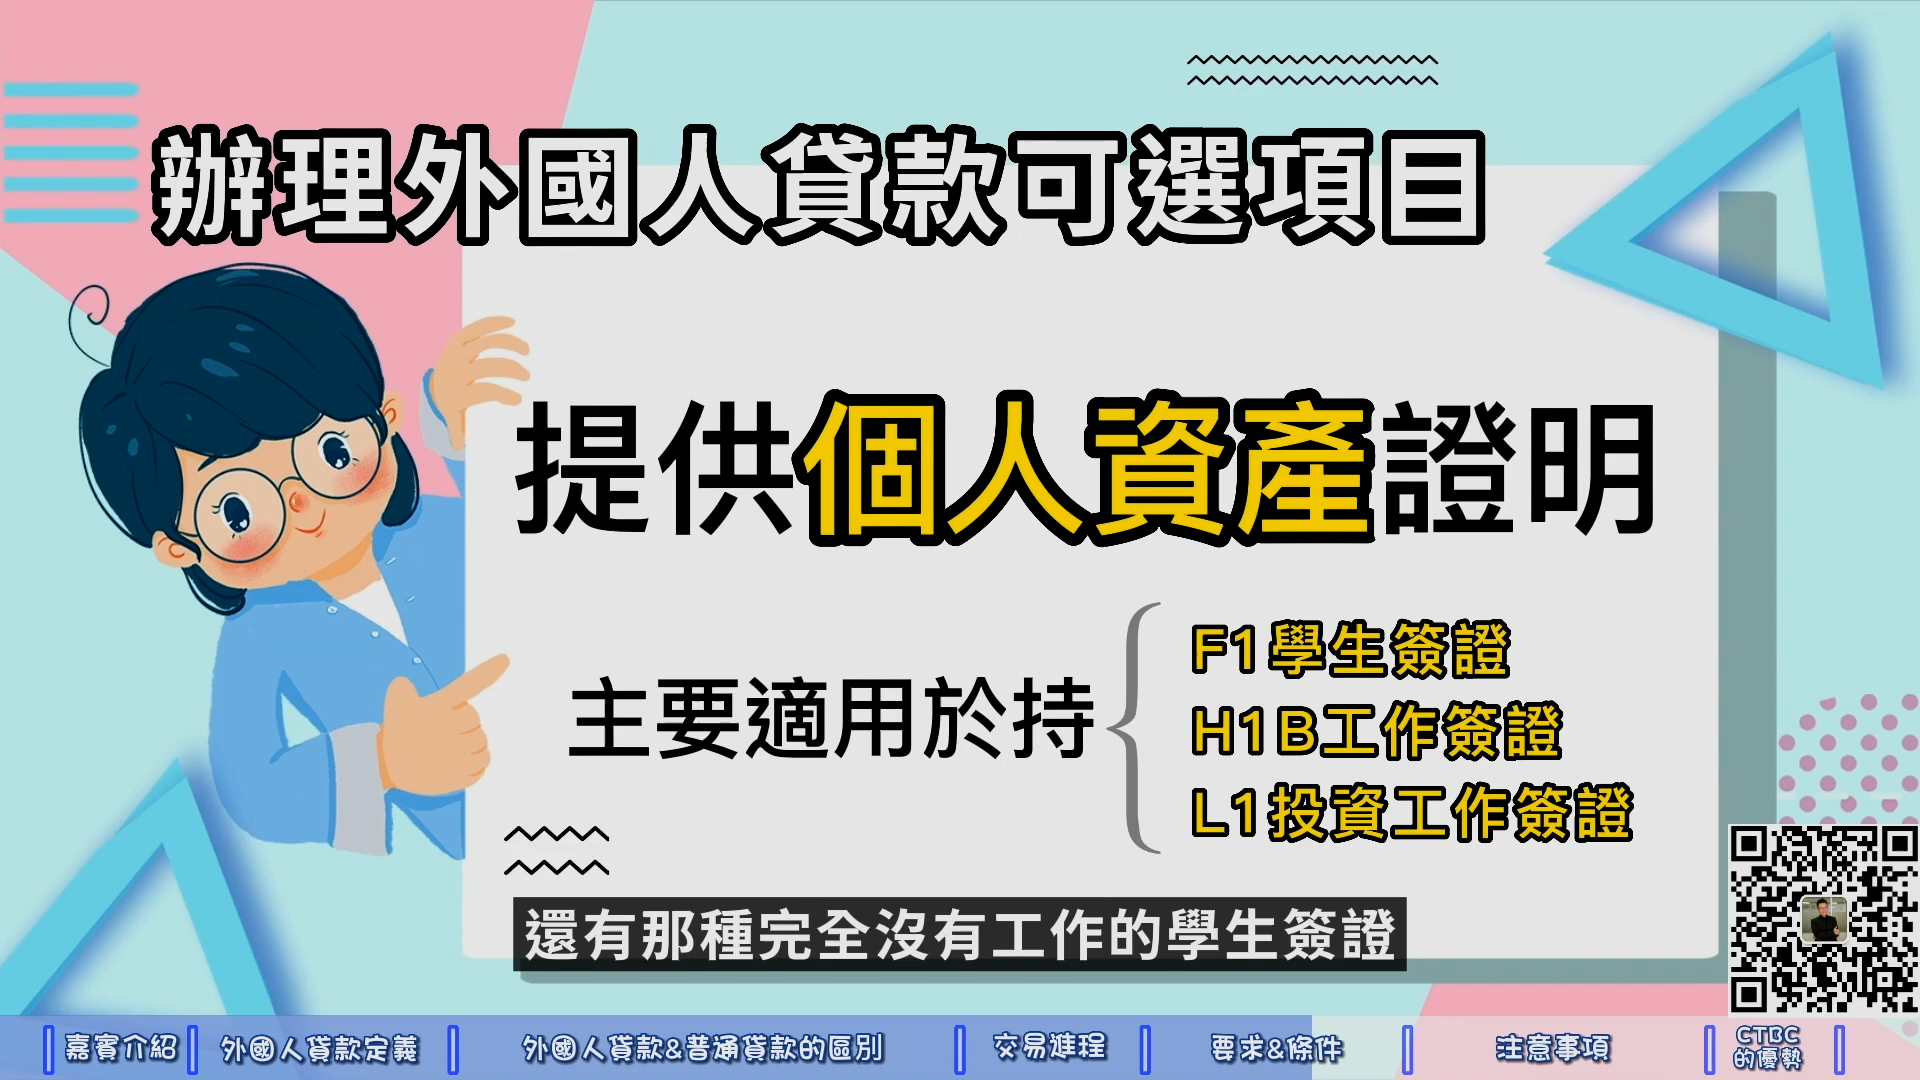 辦理外國人貸款可選項目
提供個人資產證明
主要適用於持
F1學生簽證
H1B工作簽證
L1投資工作簽證
還有那種完全沒有工作的學生簽證
嘉賓介紹
外國人貸款定義
外國人貸款&普通貸款的區別
交易進程
要求&條件
注意事項
CTBC
的優勢